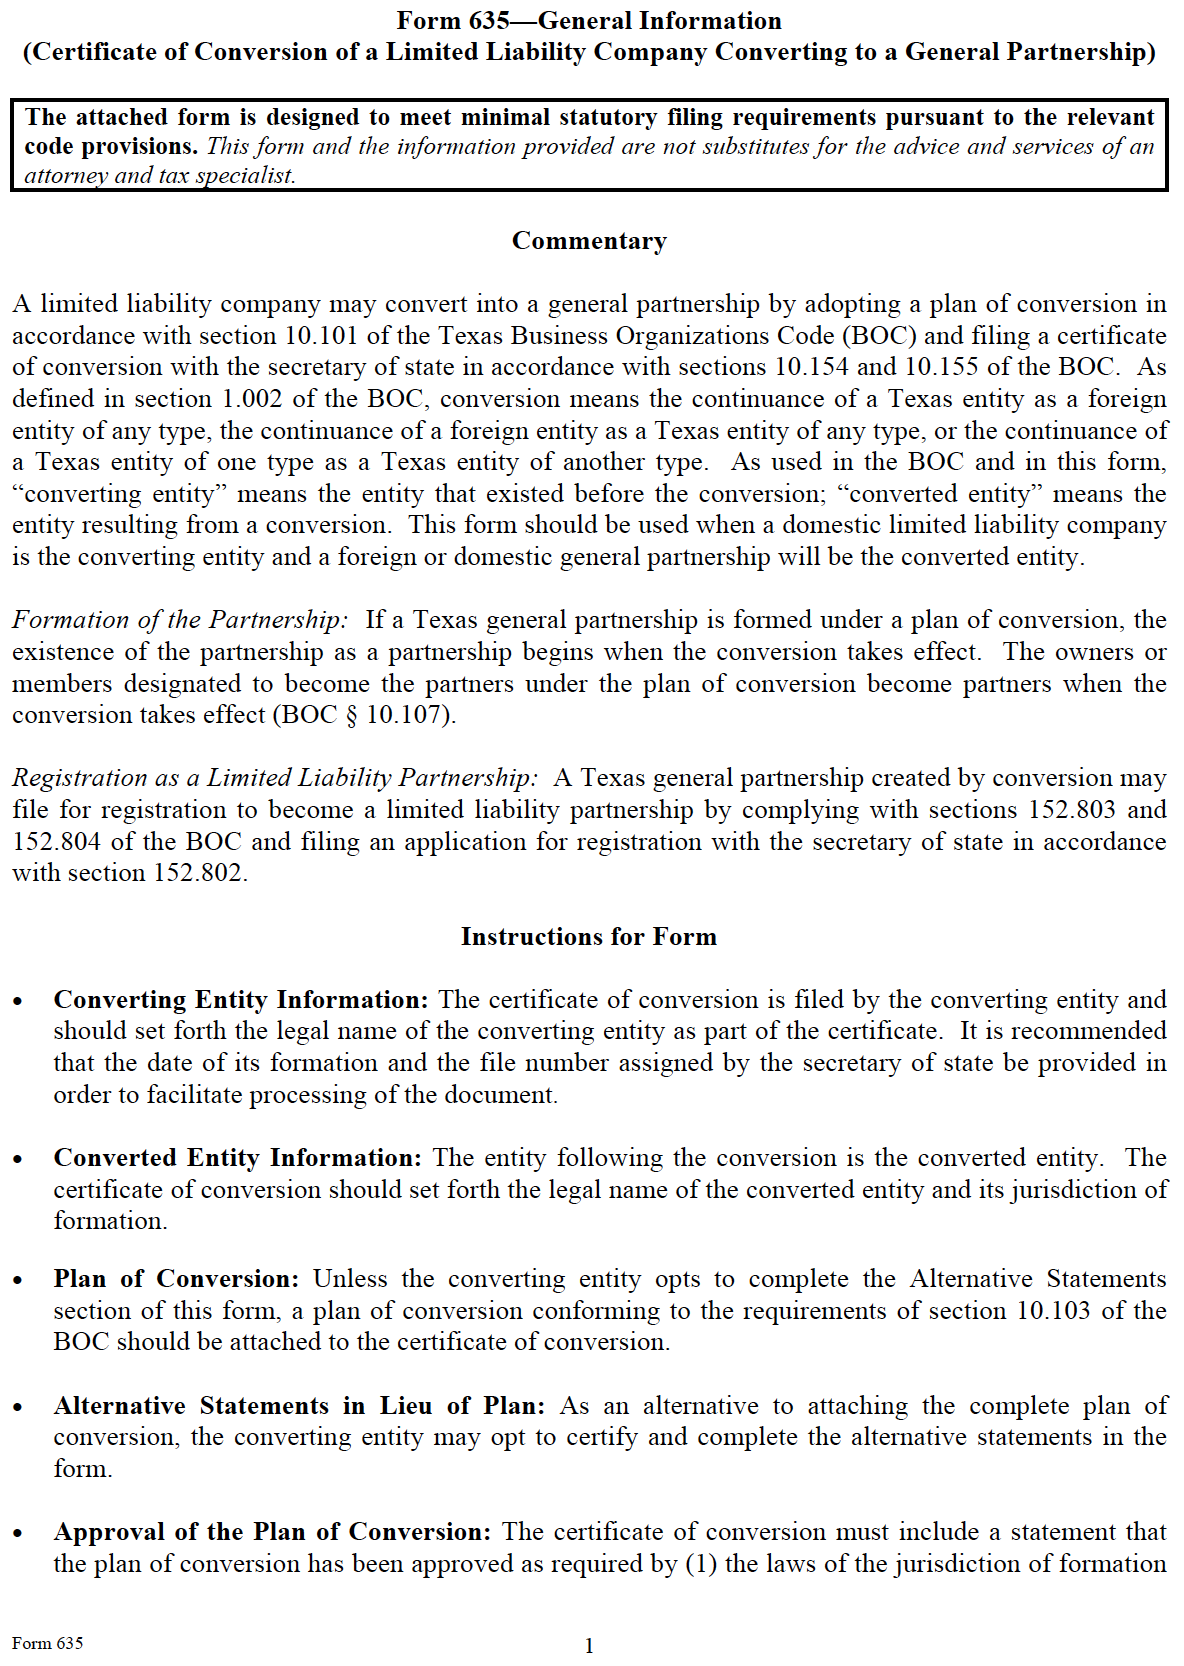 Form 635—General Information
(Certificate of Conversion of a Limited Liability Company Converting to a General Partnership)
The attached form is designed to meet minimal statutory filing requirements pursuant to the relevant
code provisions. This form and the information provided are not substitutes for the advice and services of an
attorney and tax specialist.
Commentary
A limited liability company may convert into a general partnership by adopting a plan of conversion in
accordance with section 10.101 of the Texas Business Organizations Code (BOC) and filing a certificate
of conversion with the secretary of state in accordance with sections 10.154 and 10.155 of the BOC. As
defined in section 1.002 of the BOC, conversion means the continuance of a Texas entity as a foreign
entity of any type, the continuance of a foreign entity as a Texas entity of any type, or the continuance of
a Texas entity of one type as a Texas entity of another type. As used in the BOC and in this form,
“converting entity” means the entity that existed before the conversion; “converted entity” means the
entity resulting from a conversion. This form should be used when a domestic limited liability company
is the converting entity and a foreign or domestic general partnership will be the converted entity.
Formation of the Partnership: If a Texas general partnership is formed under a plan of conversion, the
existence of the partnership as a partnership begins when the conversion takes effect. The owners or
members designated to become the partners under the plan of conversion become partners when the
conversion takes effect (BOC § 10.107).
Registration as a Limited Liability Partnership: A Texas general partnership created by conversion may
file for registration to become a limited liability partnership by complying with sections 152.803 and
152.804 of the BOC and filing an application for registration with the secretary of state in accordance
with section 152.802.
Instructions for Form
• Converting Entity Information: The certificate of conversion is filed by the converting entity and
should set forth the legal name of the converting entity as part of the certificate. It is recommended
that the date of its formation and the file number assigned by the secretary of state be provided in
order to facilitate processing of the document.
• Converted Entity Information: The entity following the conversion is the converted entity. The
certificate of conversion should set forth the legal name of the converted entity and its jurisdiction of
formation.
• Plan of Conversion: Unless the converting entity opts to complete the Alternative Statements
section of this form, a plan of conversion conforming to the requirements of section 10.103 of the
BOC should be attached to the certificate of conversion.
• Alternative Statements in Lieu of Plan: As an alternative to attaching the complete plan of
conversion, the converting entity may opt to certify and complete the alternative statements in the
form.
• Approval of the Plan of Conversion: The certificate of conversion must include a statement that
the plan of conversion has been approved as required by (1) the laws of the jurisdiction of formation
Form 635
1